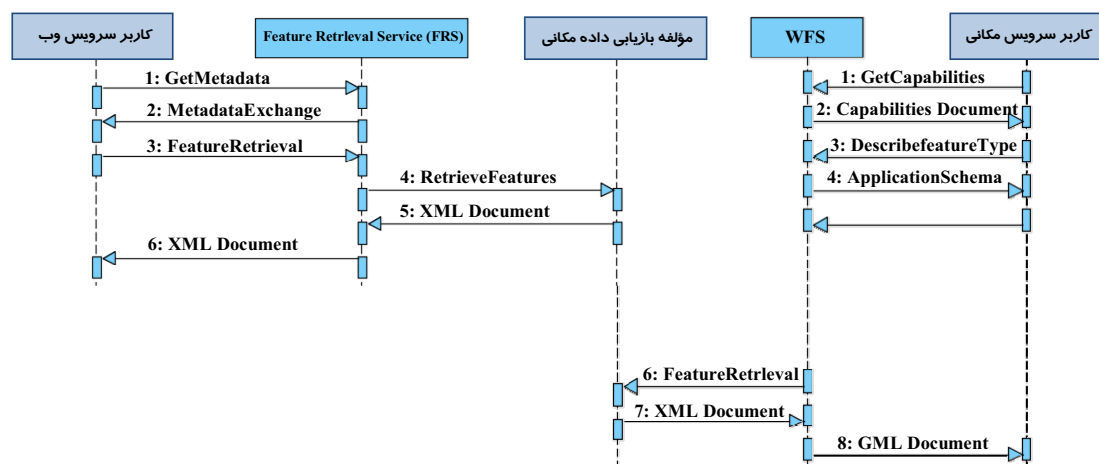 کاربر سرویس وب
Feature Retrleval Service (FRS)
مؤلفه بازیابی داده مکانی
WFS
کاربر سرویس مکانی
1: GetMetadata
2: MetadataExchange
3: FeatureRetrieval
4: RetrieveFeatures
5: XML Document
6: XML Document
1: GetCapabilities
2: Capabilities Document
3: DescribefeatureType
4: ApplicationSchema
6: FeatureRetrleval
7: XML Document
8: GML Document